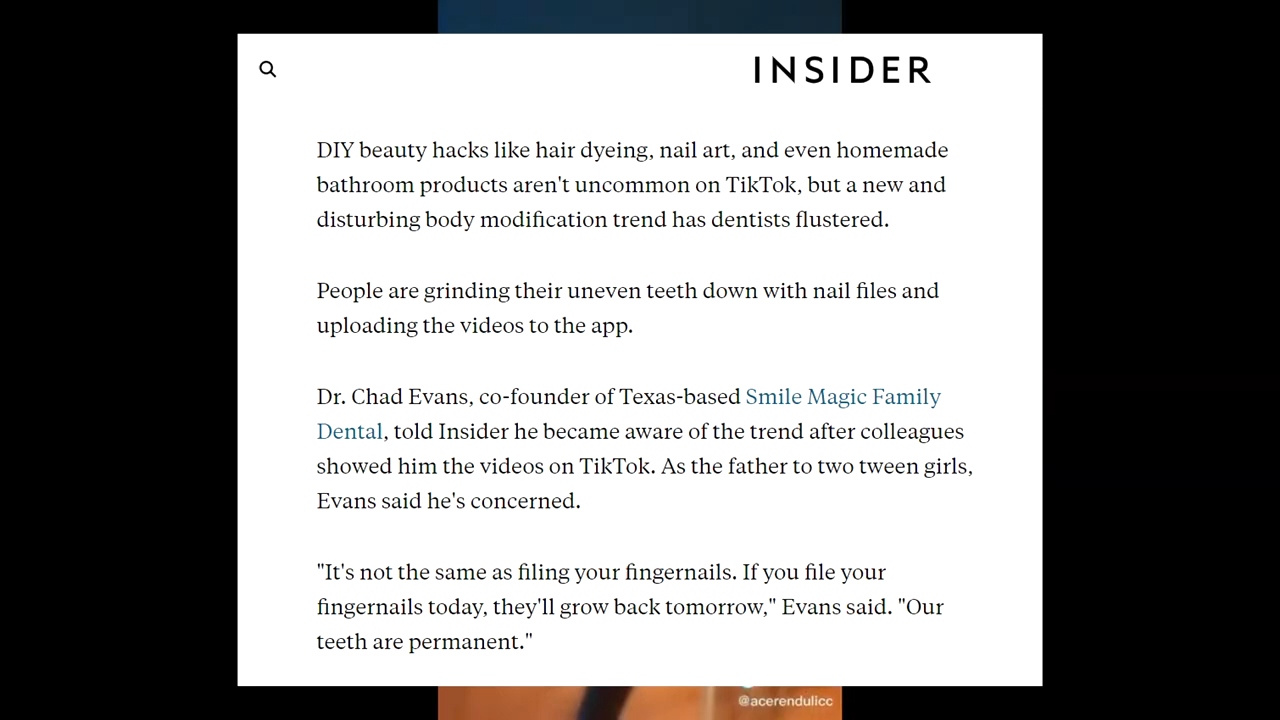 INSIDER
DIY beauty hacks like hair dyeing, nail art, and even homemade
bathroom products aren't uncommon on TikTok, but a new and
disturbing body modification trend has dentists flustered.
People are grinding their uneven teeth down with nail files and
uploading the videos to the app.
Dr. Chad Evans, co-founder of Texas-based Smile Magic Family
Dental, told Insider he became aware of the trend after colleagues
showed him the videos on TikTok. As the father to two tween girls,
Evans said he's concerned.
"It's not the same as filing your fingernails. If you file your
fingernails today, they'll grow back tomorrow," Evans said. "Our
teeth are permanent."
@acerendulicc